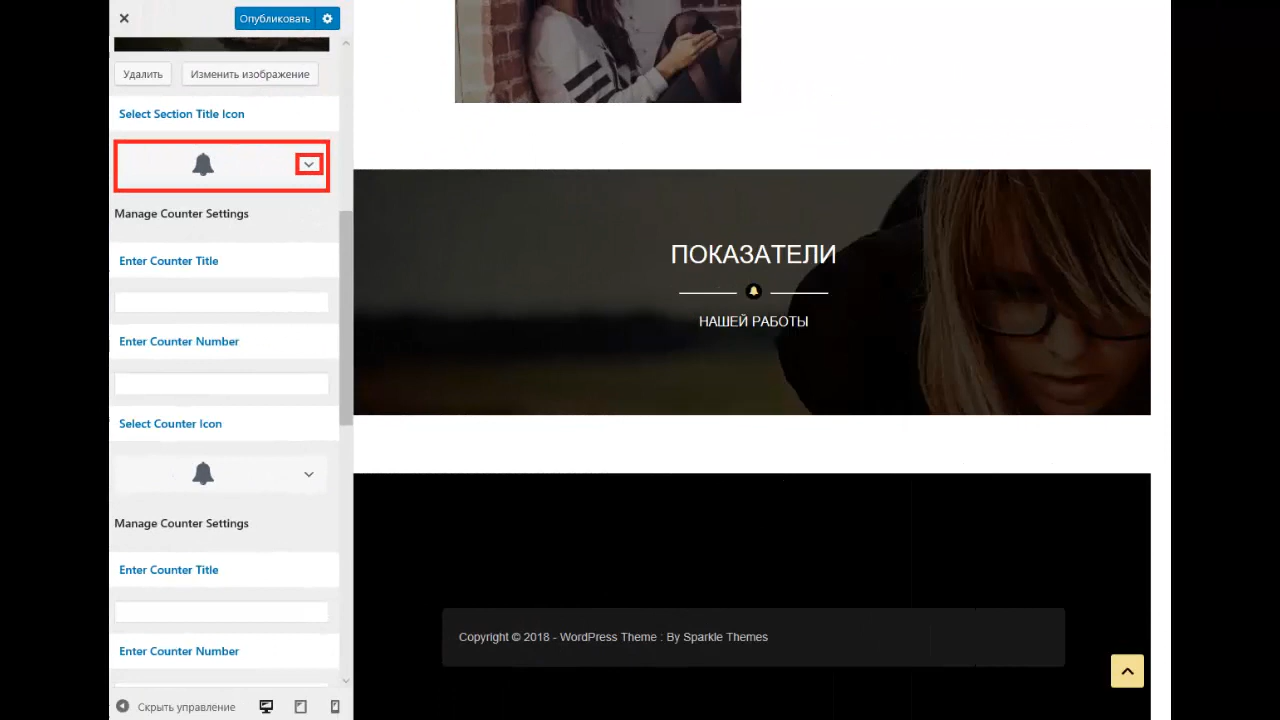 Опубликовать
Удалить
Изменить изображение
Select Section Title Icon
Manage Counter Settings
Enter Counter Title
Enter Counter Number
Select Counter Icon
Manage Counter Settings
Enter Counter Title
Enter Counter Number
Скрыть управление
ПОКАЗАТЕЛИ
НАШЕЙ РАБОТЫ
Copyright © 2018 - WordPress Theme : By Sparkle Themes